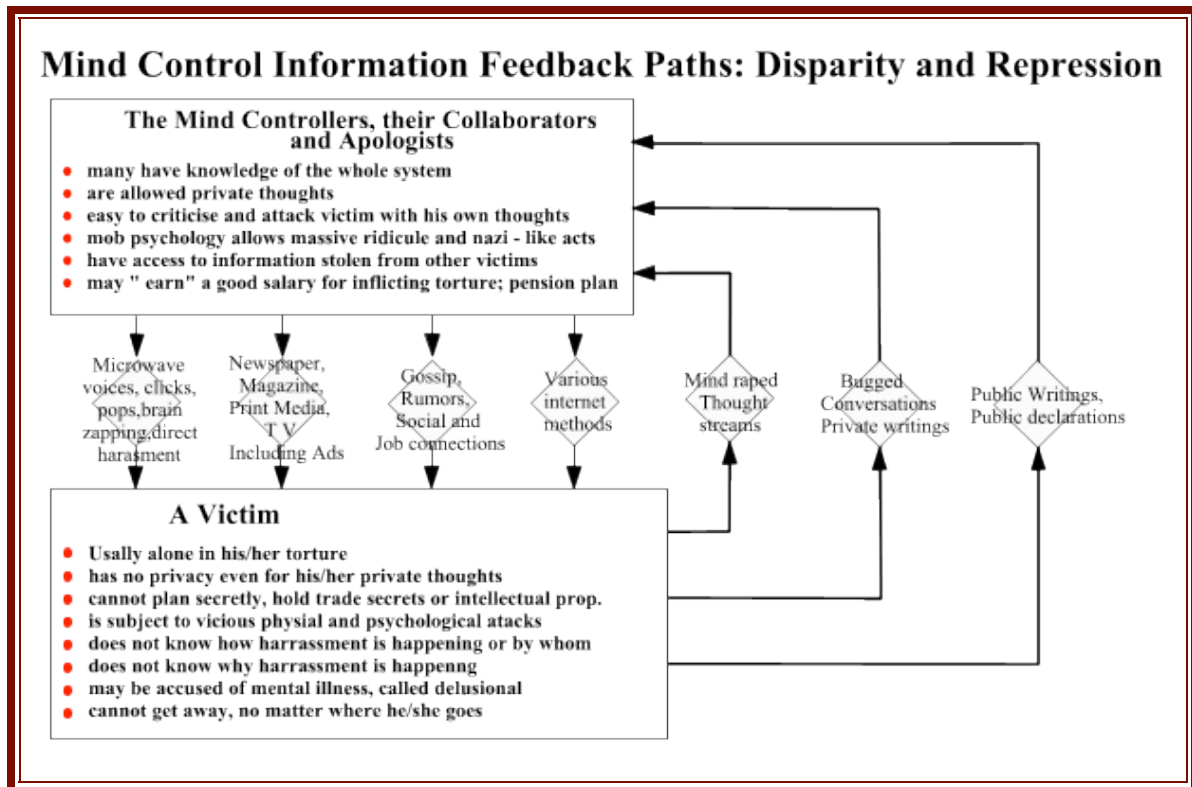 Mind Control Information Feedback Paths: Disparity and Repression
The Mind Controllers, their Collaborators
and Apologists
many have knowledge of the whole system
are allowed private thoughts
easy to criticise and attack victim with his own thoughts
mob psychology allows massive ridicule and nazi - like acts
have access to information stolen from other victims
may " earn" a good salary for inflicting torture; pension plan
Microwave
voices, clicks,
pops,brain
zapping,direct
harasment
Newspaper,
Magazine,
Print Media,
T V
Including Ads
Gossip,
Rumors,
Social and
Job connections
Various
internet
methods
Mind raped
Thought
streams
Bugged
Conversations
Private writings
Public Writings,
Public declarations
A Victim
Usally alone in his/her torture
has no privacy even for his/her private thoughts
cannot plan secretly, hold trade secrets or intellectual prop.
is subject to vicious physial and psychological atacks
does not know how harrassment is happening or by whom
does not know why harrassment is happenng
may be accused of mental illness, called delusional
cannot get away, no matter where he/she goes